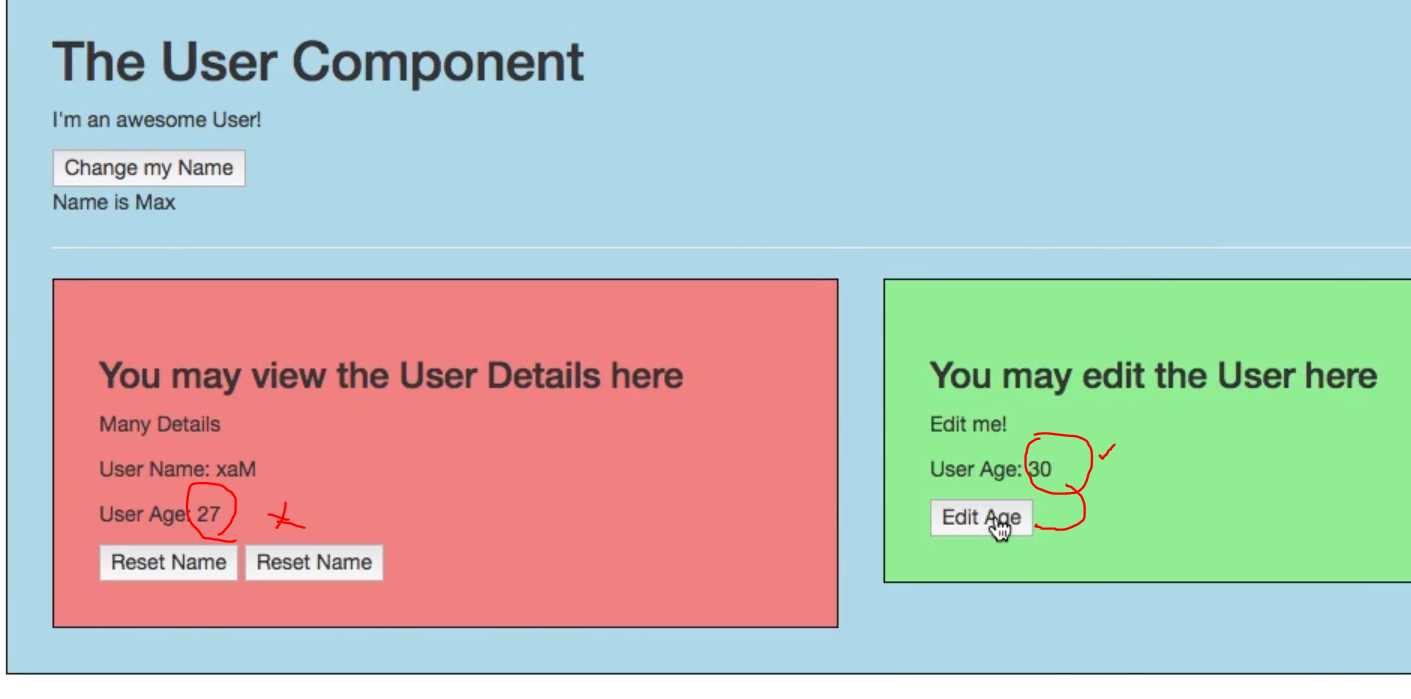 The User Component
I'm an awesome User!
Change my Name
Name is Max
You may view the User Details here
Many Details
User Name: xaM
User Age: 27
Reset Name Reset Name
You may edit the User here
Edit me!
User Age: 30
Edit Age